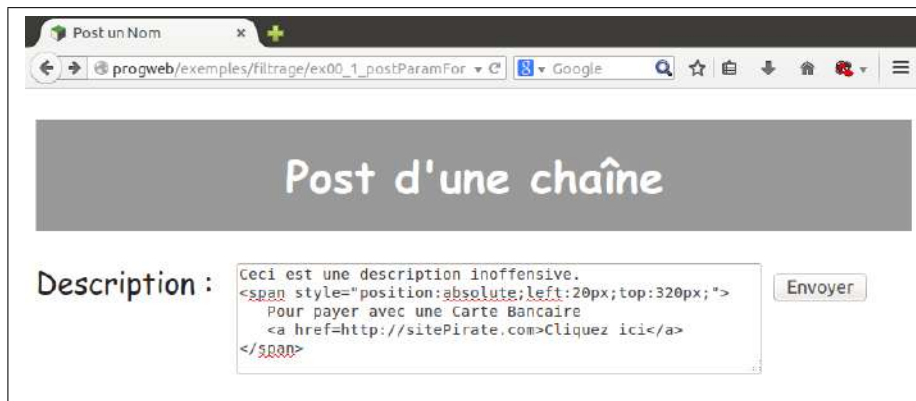 Post un Nom
progweb/exemples/filtrage/ex00_1_postParamFor
Google
Post d'une chaîne
Description :
Ceci est une description inoffensive.
<span style="position:absolute;left:20px;top:320px;">
Pour payer avec une Carte Bancaire
<a href=http://sitePirate.com>Cliquez ici</a>
</span>
Envoyer